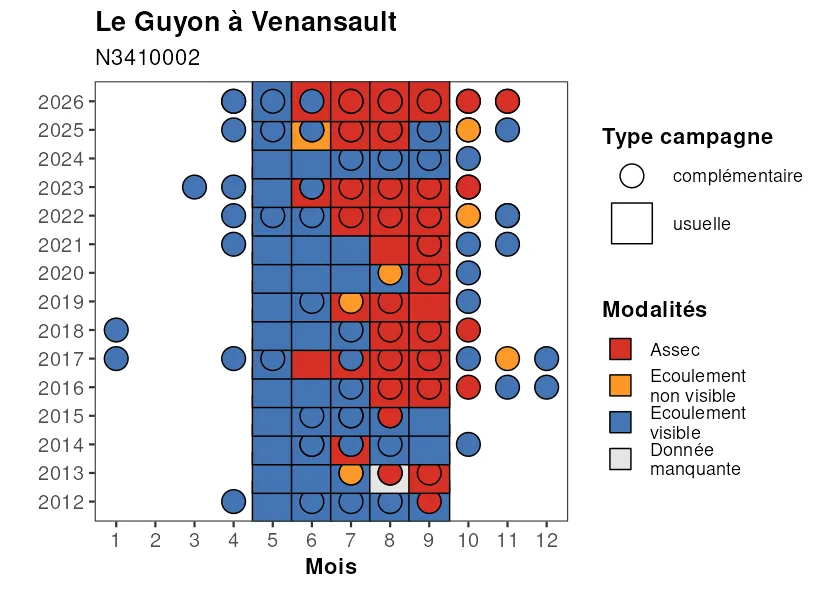 Le Guyon à Venansault
N3410002
2026
2025
2024
2023
2022
2021
2020
2019
2018
2017
2016
2015
2014
2013
2012
1 2 3 4 5 6 7 8 9 10 11 12
Mois
Type campagne
complémentaire
usuelle
Modalités
Assec
Ecoulement
non visible
Ecoulement
visible
Donnée
manquante